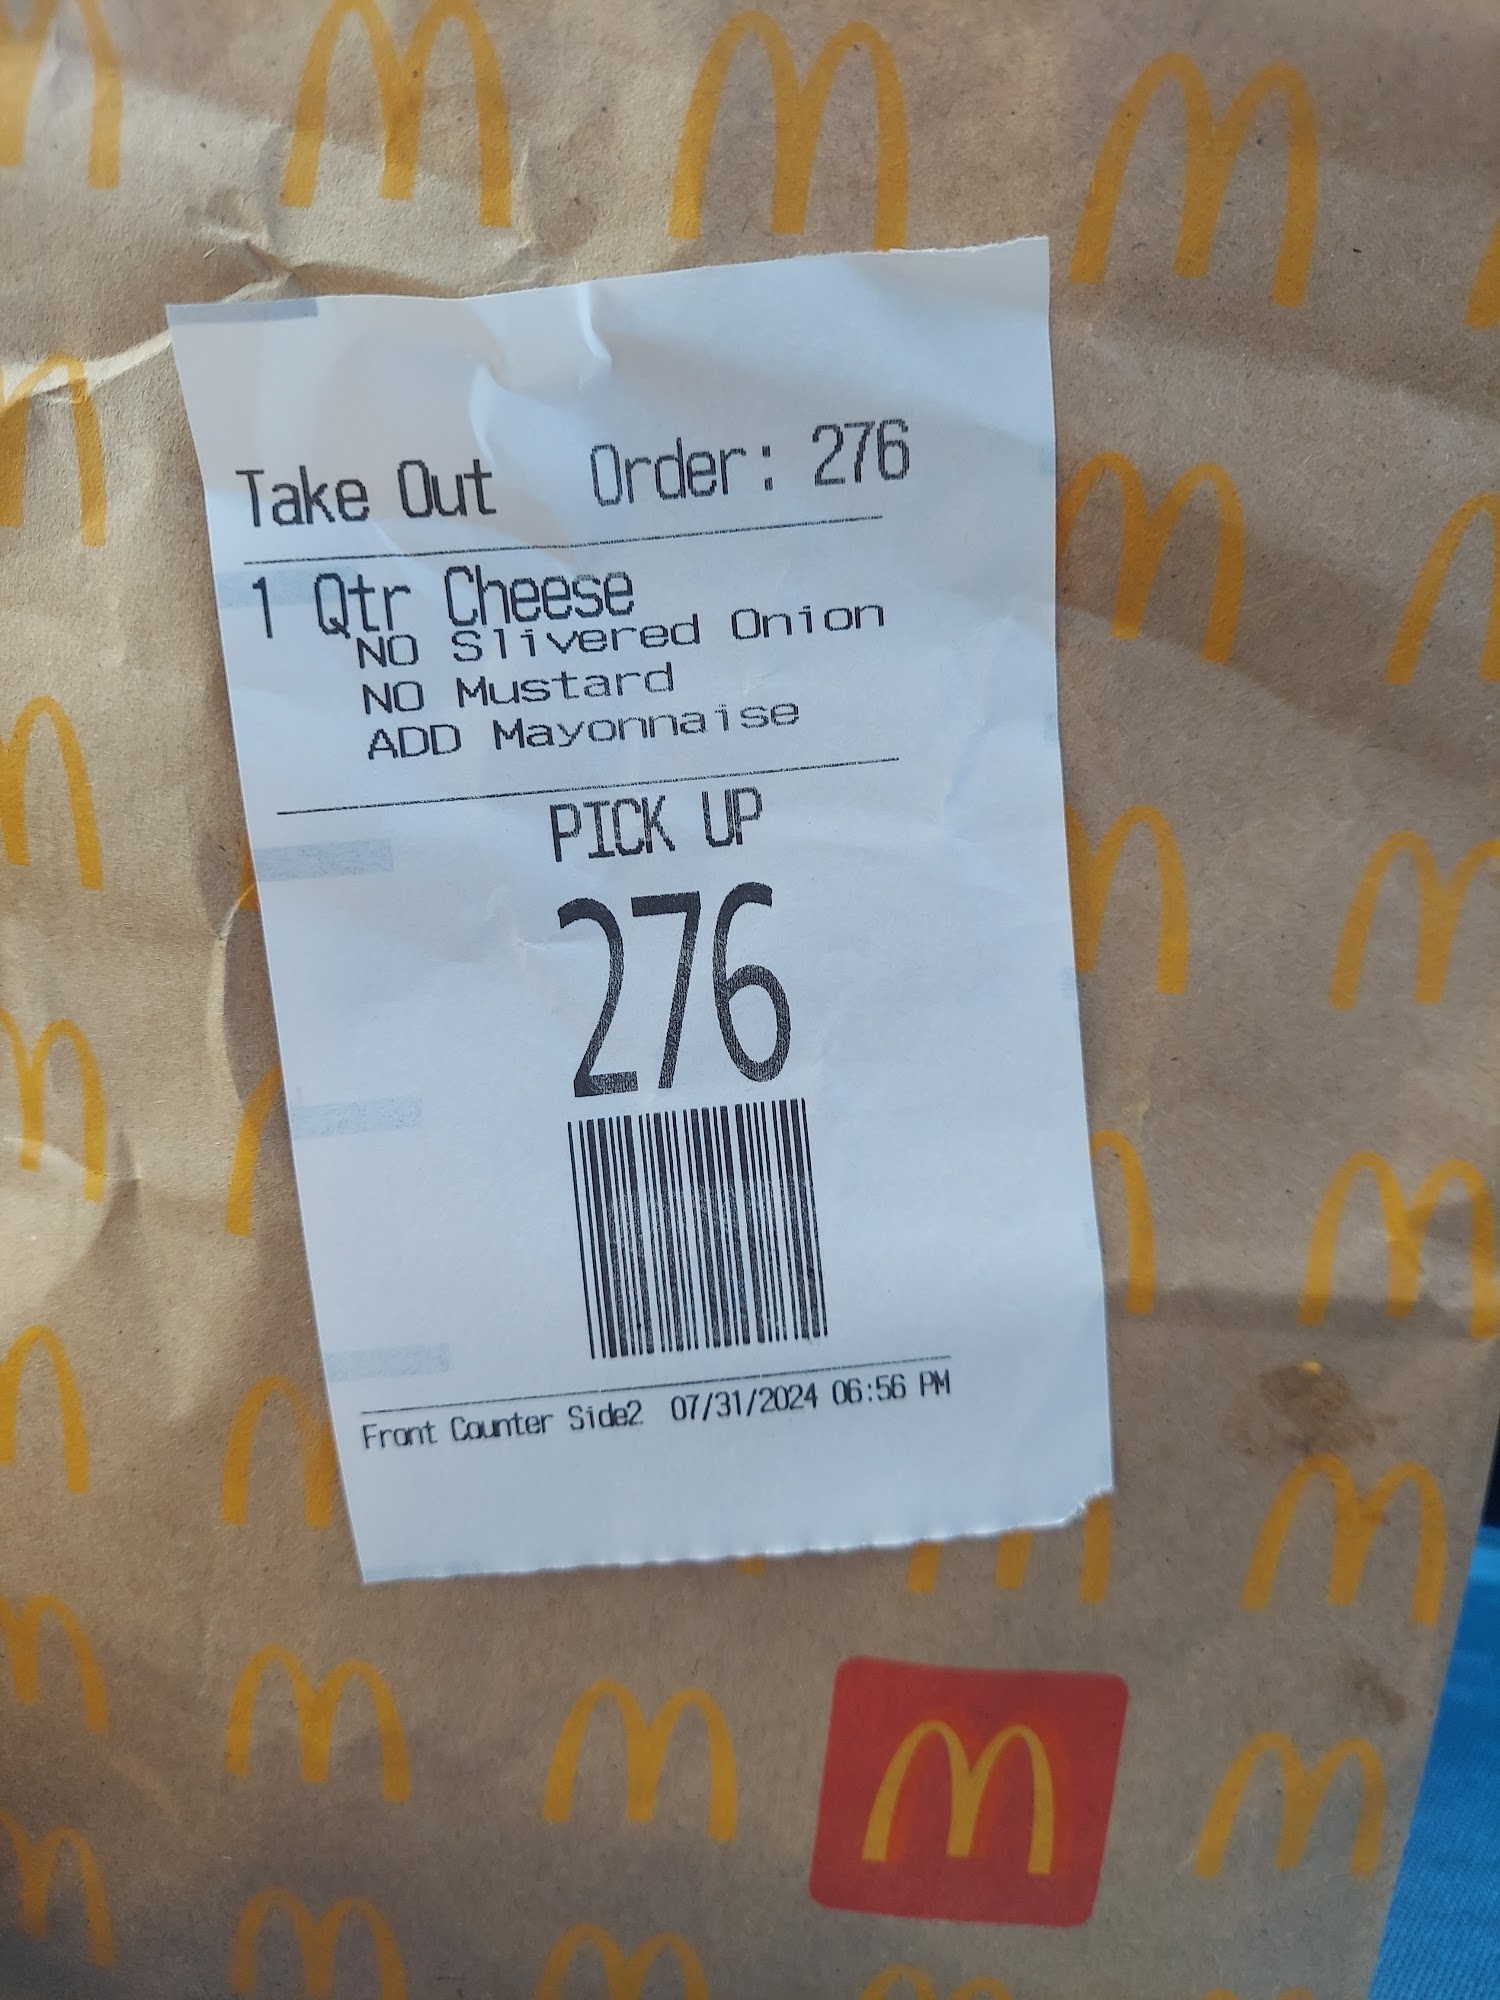 Take Out Order: 276
1 Qtr Cheese
NO Slivered Onion
NO Mustard
ADD Mayonnaise
PICK UP
276
Front Counter Side2 07/31/2024 06:56 PM